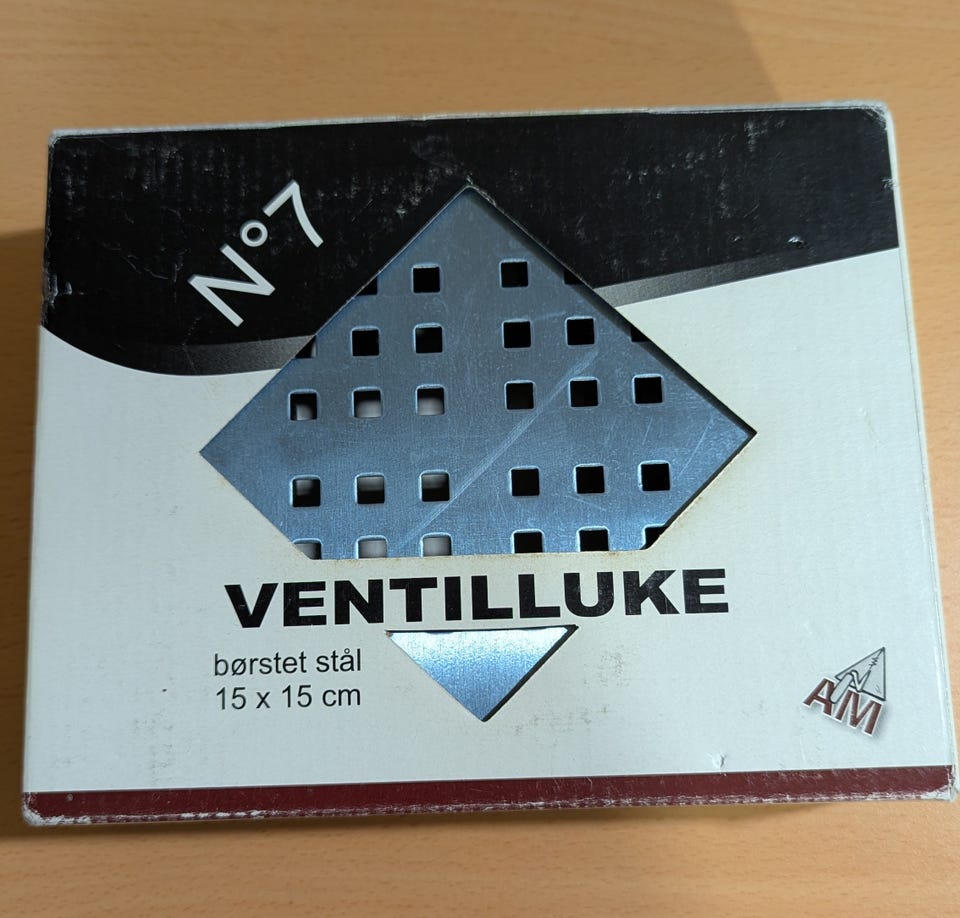 N°7
VENTILLUKE
børstet stål
15 x 15 cm
AM